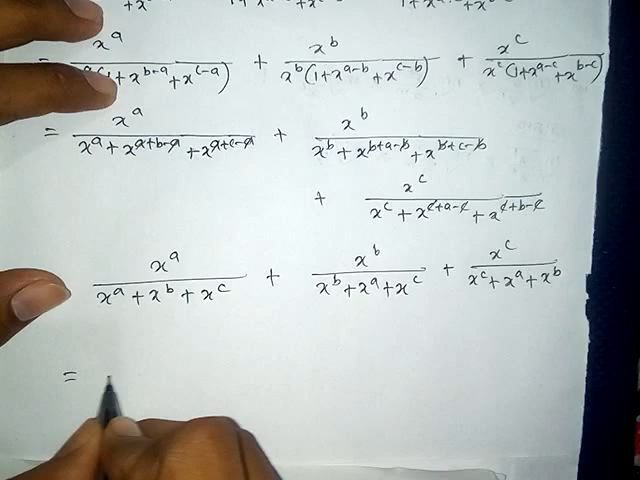 = x^a / x^a(1+x^{b-a}+x^{c-a}) + x^b / x^b(1+x^{a-b}+x^{c-b}) + x^c / x^c(1+x^{a-c}+x^{b-c})
= x^a / x^a+x^{a+b-a}+x^{a+c-a} + x^b / x^b+x^{b+a-b}+x^{b+c-b}
+ x^c / x^c+x^{c+a-c}+x^{c+b-c}
x^a / x^a+x^b+x^c + x^b / x^b+x^a+x^c + x^c / x^c+x^a+x^b
=